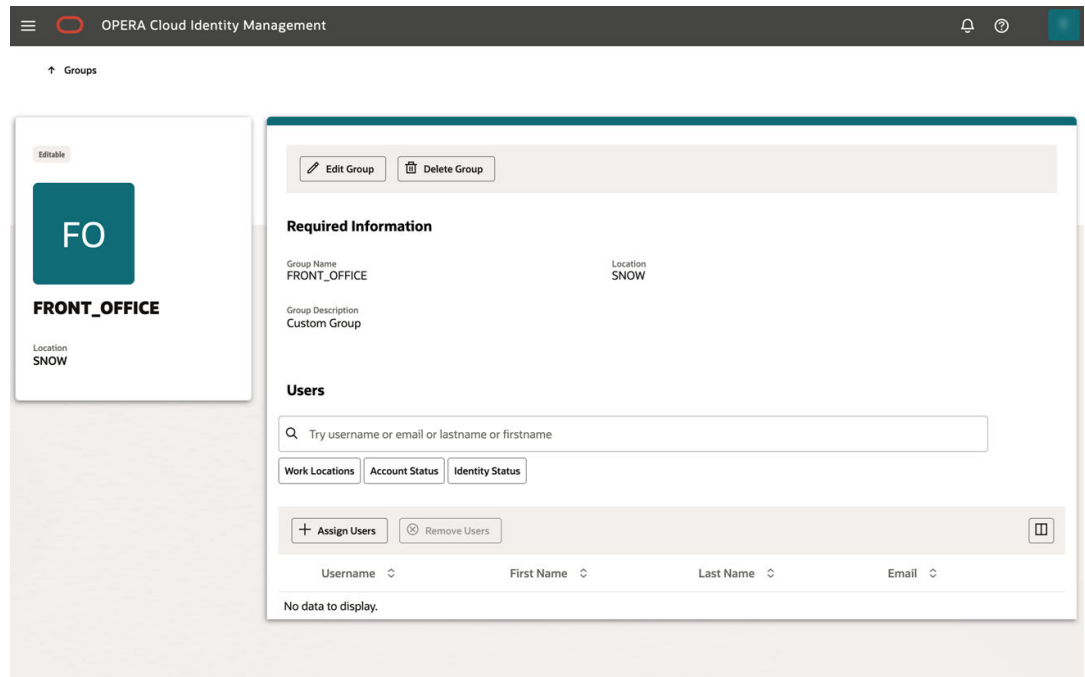 OPERA Cloud Identity Management
Groups
Editable
FO
FRONT_OFFICE
Location
SNOW
Edit Group Delete Group
Required Information
Group Name Location
FRONT_OFFICE SNOW
Group Description
Custom Group
Users
Try username or email or lastname or firstname
Work Locations Account Status Identity Status
Assign Users Remove Users
Username First Name Last Name Email
No data to display.